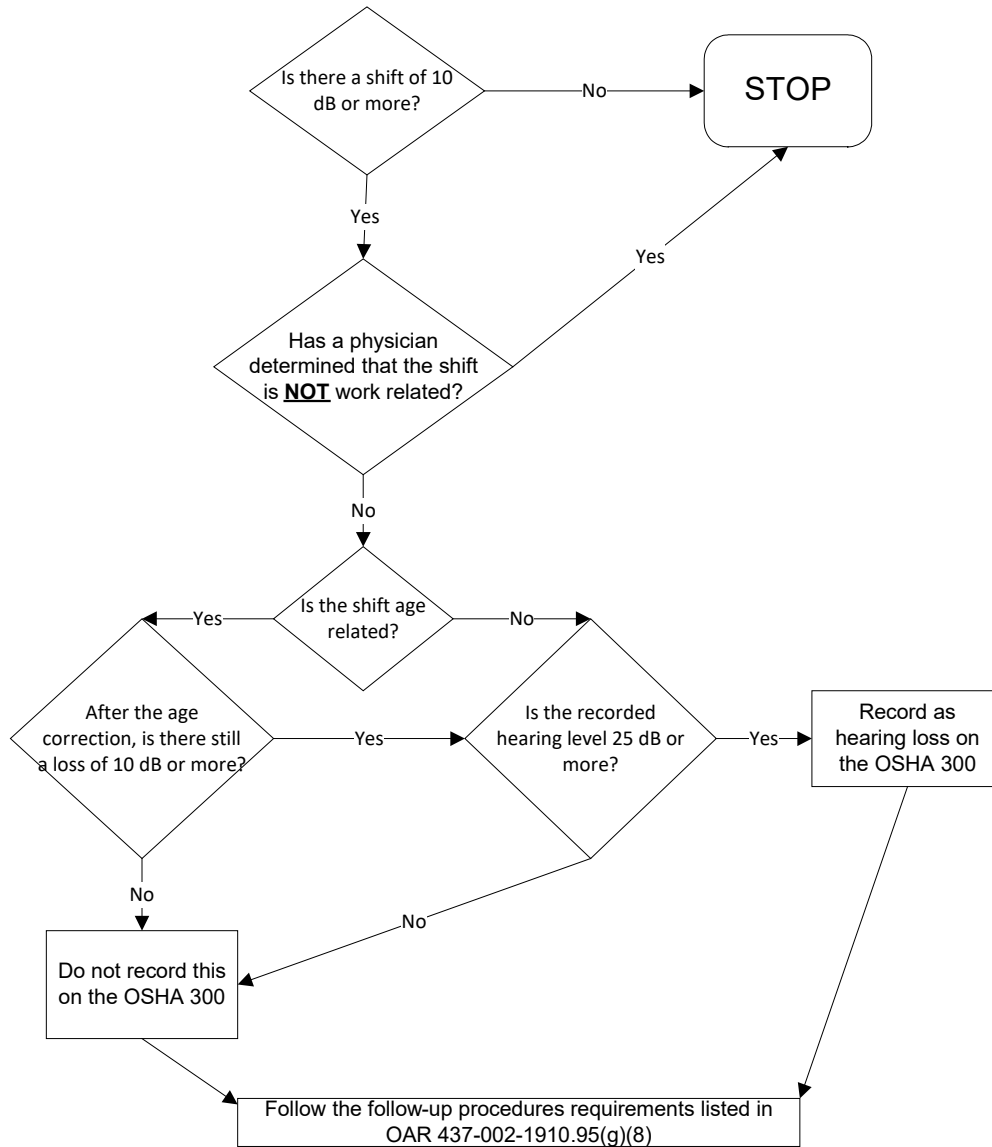 Is there a shift of 10
dB or more?
No
STOP
Yes
Yes
Has a physician
determined that the shift
is NOT work related?
No
Is the shift age
related?
Yes
No
After the age
correction, is there still
a loss of 10 dB or more?
Yes
Is the recorded
hearing level 25 dB or
more?
Yes
Record as
hearing loss on
the OSHA 300
No
No
Do not record this
on the OSHA 300
Follow the follow-up procedures requirements listed in
OAR 437-002-1910.95(g)(8)